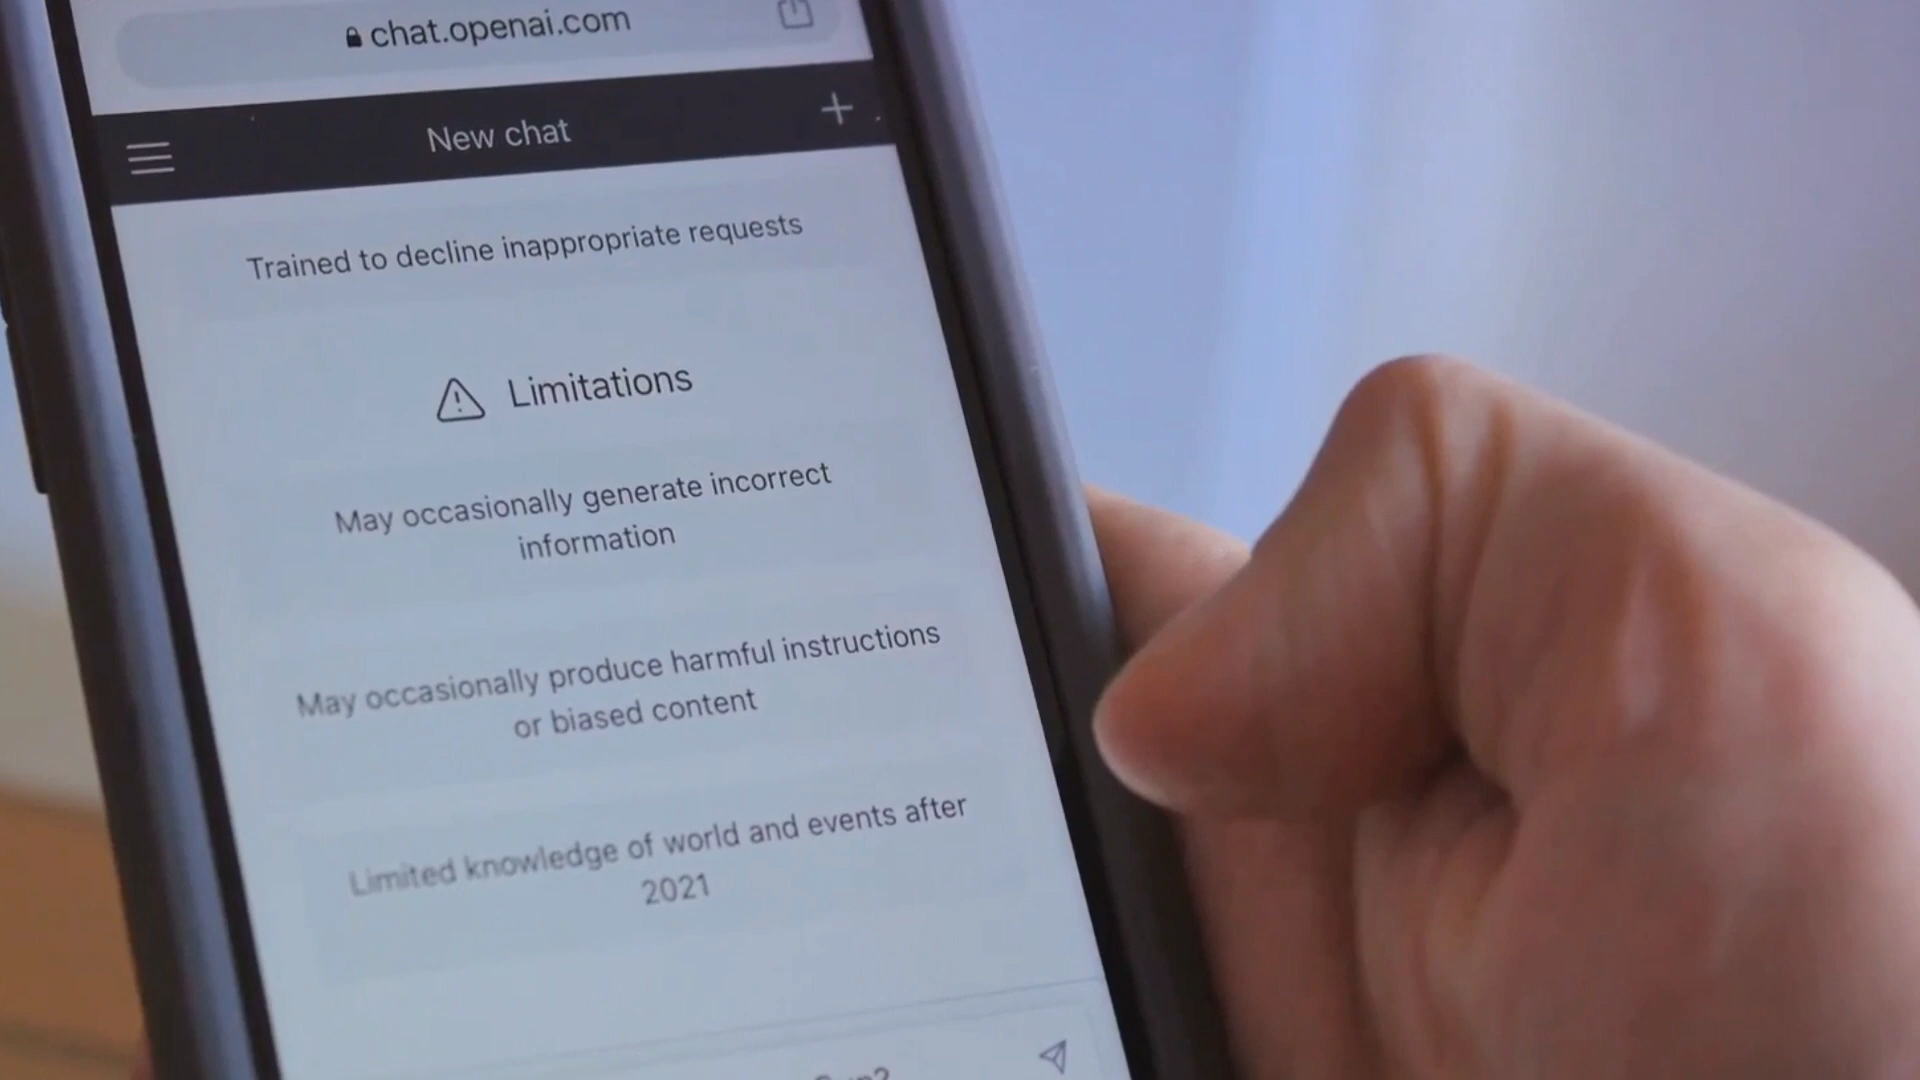 chat.openai.com
New chat
Trained to decline inappropriate requests
Limitations
May occasionally generate incorrect
information
May occasionally produce harmful instructions
or biased content
Limited knowledge of world and events after
2021